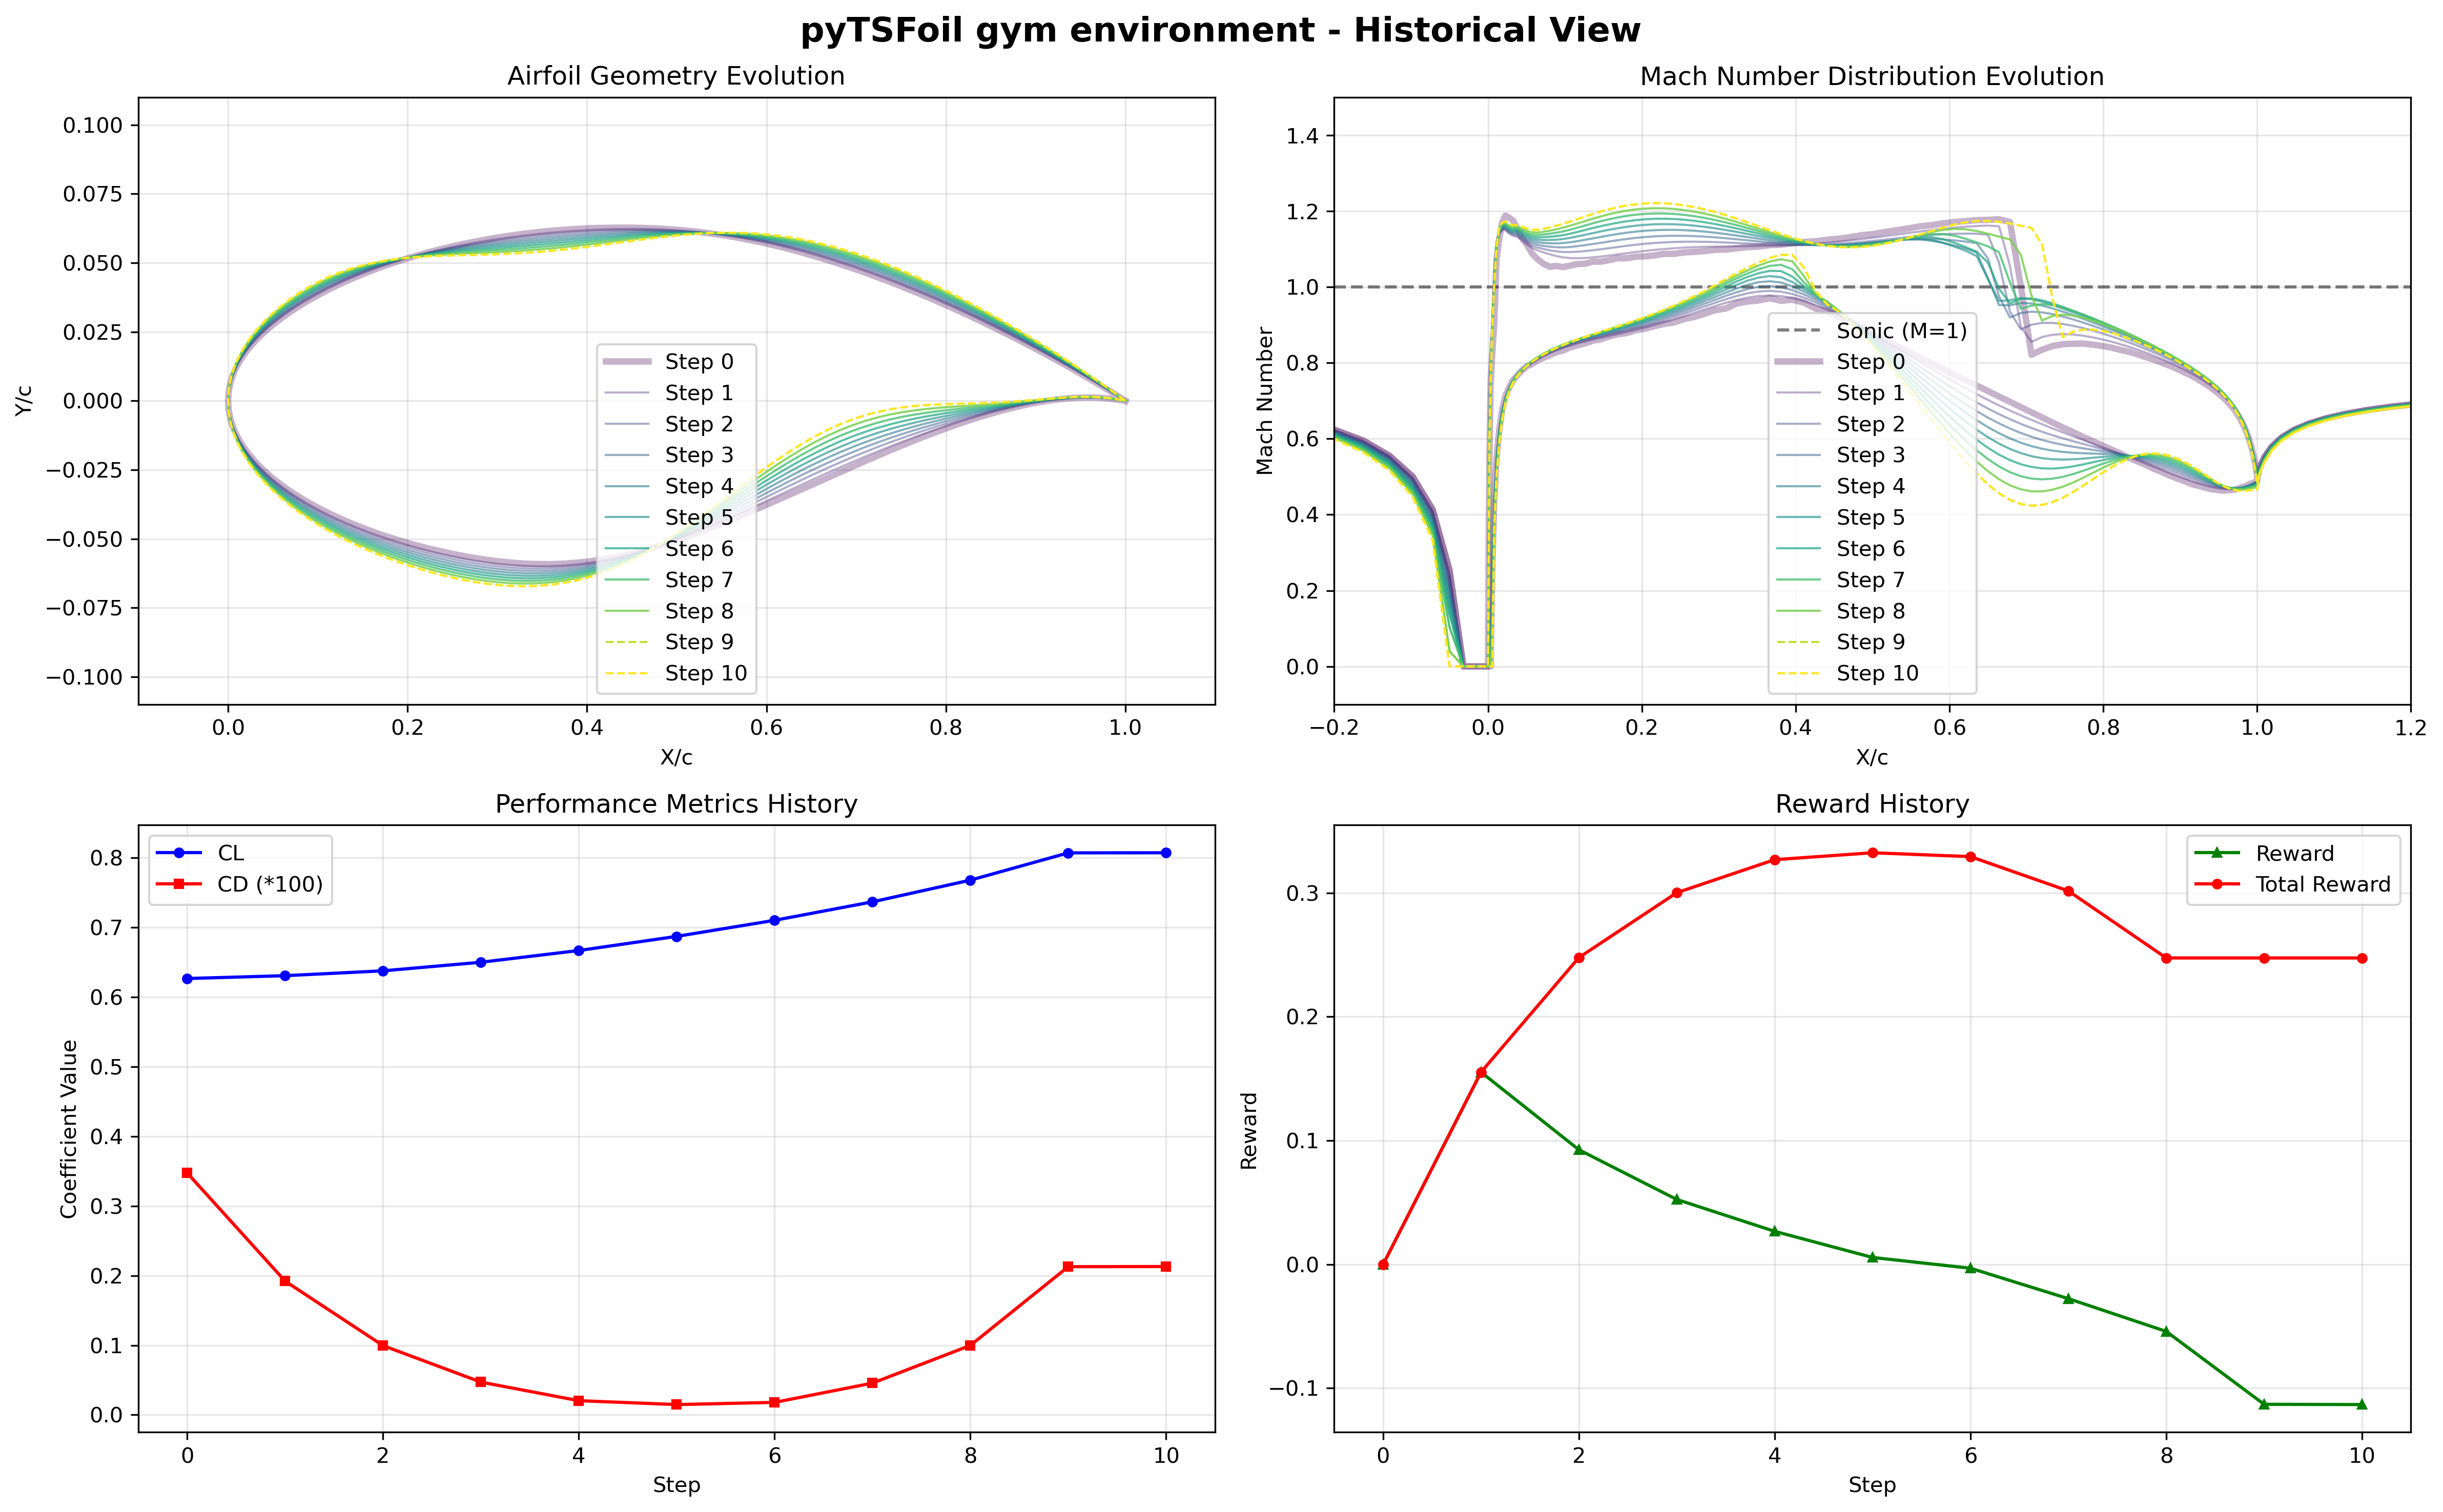 pyTSFoil gym environment - Historical View
Airfoil Geometry Evolution
0.100
0.075
0.050
0.025
0.000
−0.025
−0.050
−0.075
−0.100
Y/c
Step 0
Step 1
Step 2
Step 3
Step 4
Step 5
Step 6
Step 7
Step 8
Step 9
Step 10
0.0 0.2 0.4 0.6 0.8 1.0
X/c
Mach Number Distribution Evolution
1.4
1.2
1.0
0.8
0.6
0.4
0.2
0.0
Mach Number
Sonic (M=1)
Step 0
Step 1
Step 2
Step 3
Step 4
Step 5
Step 6
Step 7
Step 8
Step 9
Step 10
−0.2 0.0 0.2 0.4 0.6 0.8 1.0 1.2
X/c
Performance Metrics History
CL
CD (*100)
0.8
0.7
0.6
0.5
0.4
0.3
0.2
0.1
0.0
Coefficient Value
0 2 4 6 8 10
Step
Reward History
Reward
Total Reward
0.3
0.2
0.1
0.0
−0.1
Reward
0 2 4 6 8 10
Step